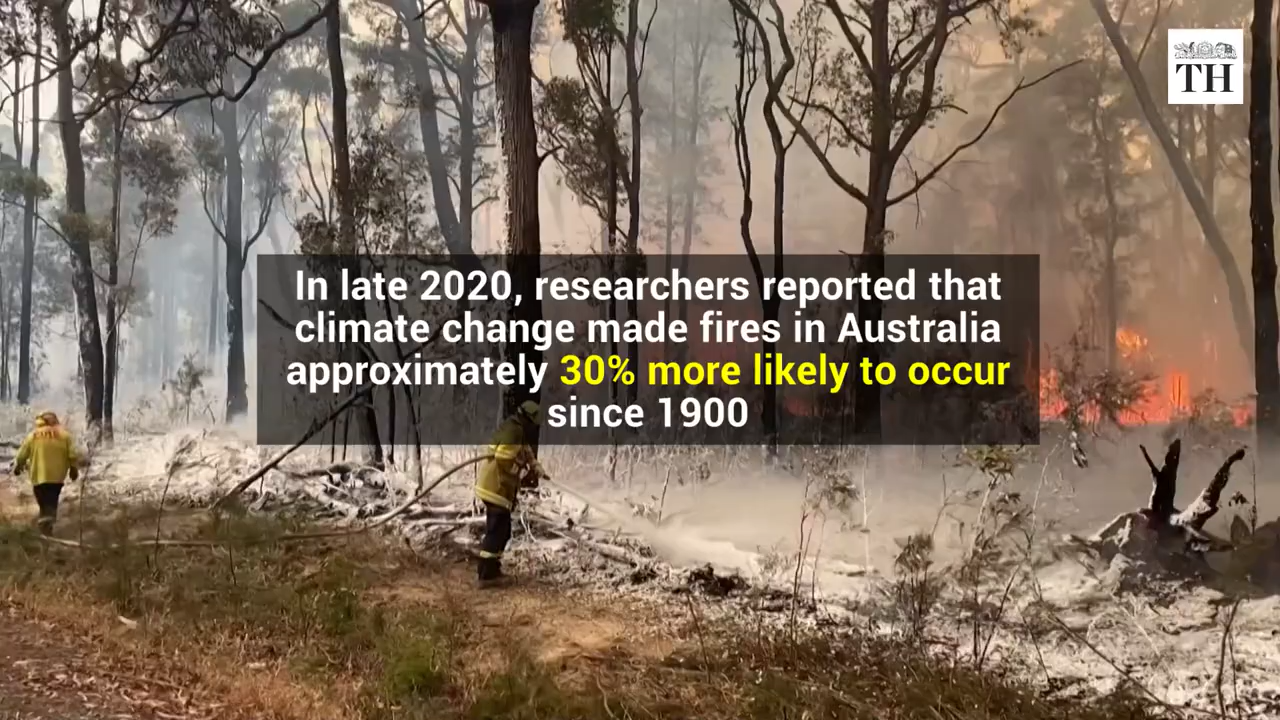 TH
In late 2020, researchers reported that
climate change made fires in Australia
approximately 30% more likely to occur
since 1900